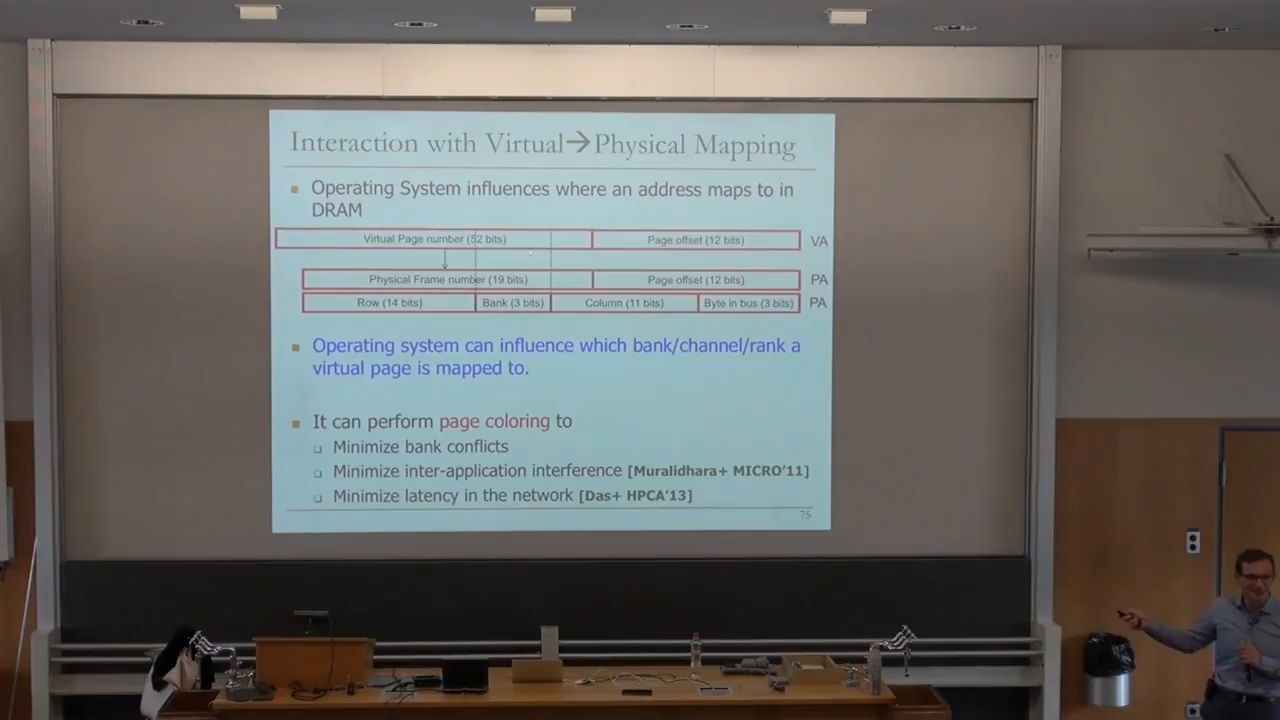 Interaction with Virtual→Physical Mapping
Operating System influences where an address maps to in
DRAM
Virtual Page number (52 bits) Page offset (12 bits) VA
Physical Frame number (19 bits) Page offset (12 bits) PA
Row (14 bits) Bank (3 bits) Column (11 bits) Byte in bus (3 bits) PA
Operating system can influence which bank/channel/rank a
virtual page is mapped to.
It can perform page coloring to
Minimize bank conflicts
Minimize inter-application interference [Muralidhara+ MICRO'11]
Minimize latency in the network [Das+ HPCA'13]
75